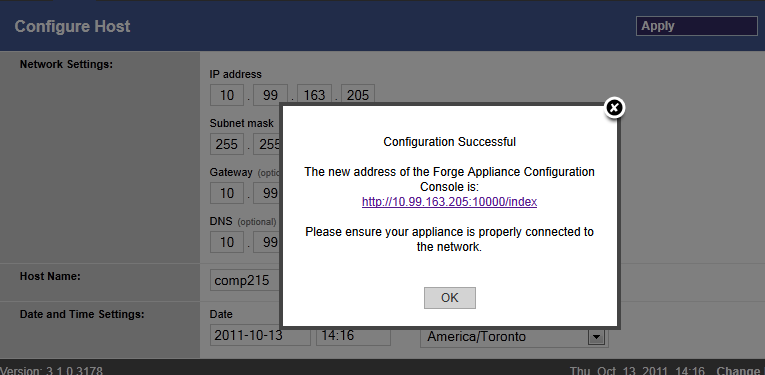 Configure Host
Apply
Network Settings:
IP address
10 . 99 . 163 . 205
Subnet mask
255 . 255
Gateway (optio
10 . 99
DNS (optional)
10 . 99
Configuration Successful
The new address of the Forge Appliance Configuration
Console is:
http://10.99.163.205:10000/index
Please ensure your appliance is properly connected to
the network.
OK
Host Name:
comp215
Date and Time Settings:
Date
2011-10-13
14:16
America/Toronto
Version: 3.1.0.3178
Thu, Oct, 13, 2011, 14:16 Change